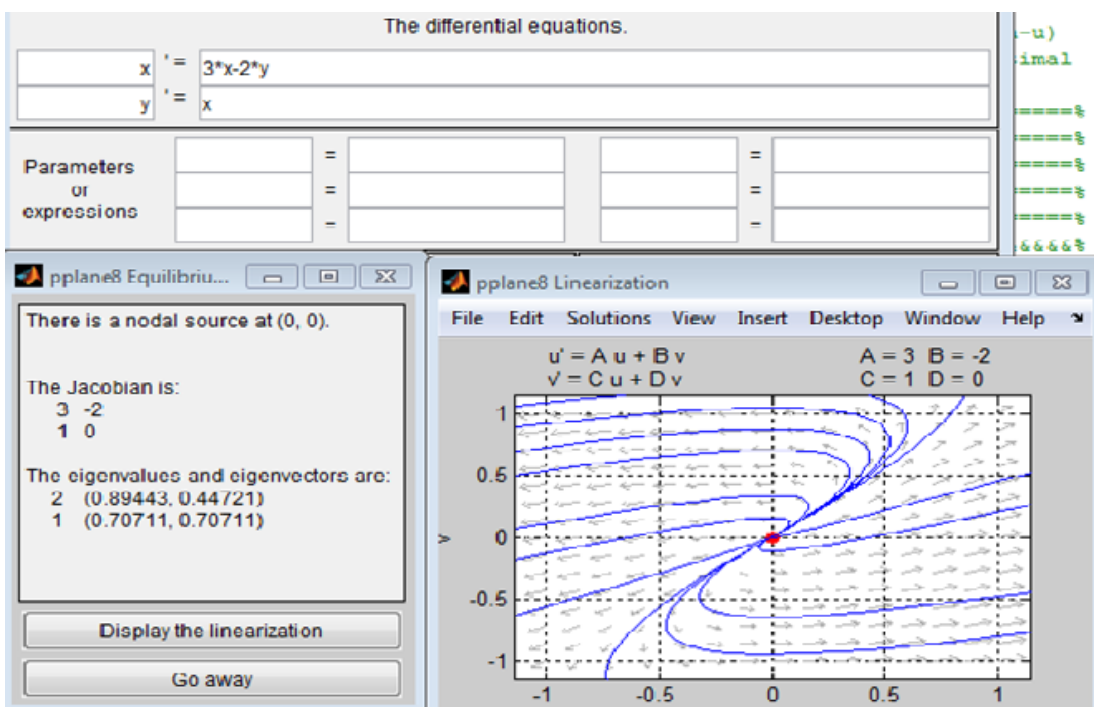 The differential equations.
-u)
x ' = 3*x-2*y
imal
y ' = x
=====%
=====%
Parameters or expressions
= =
=====%
= =
=====%
= =
=====%
&&&&&%
pplane8 Equilibriu....
There is a nodal source at (0, 0).
The Jacobian is:
3 -2
1 0
The eigenvalues and eigenvectors are:
2 (0.89443, 0.44721)
1 (0.70711, 0.70711)
Display the linearization
Go away
pplane8 Linearization
File Edit Solutions View Insert Desktop Window Help
u' = A u + B v A = 3 B = -2
v' = C u + D v C = 1 D = 0
1
0.5
0
-0.5
-1
v
-1 -0.5 0 0.5 1